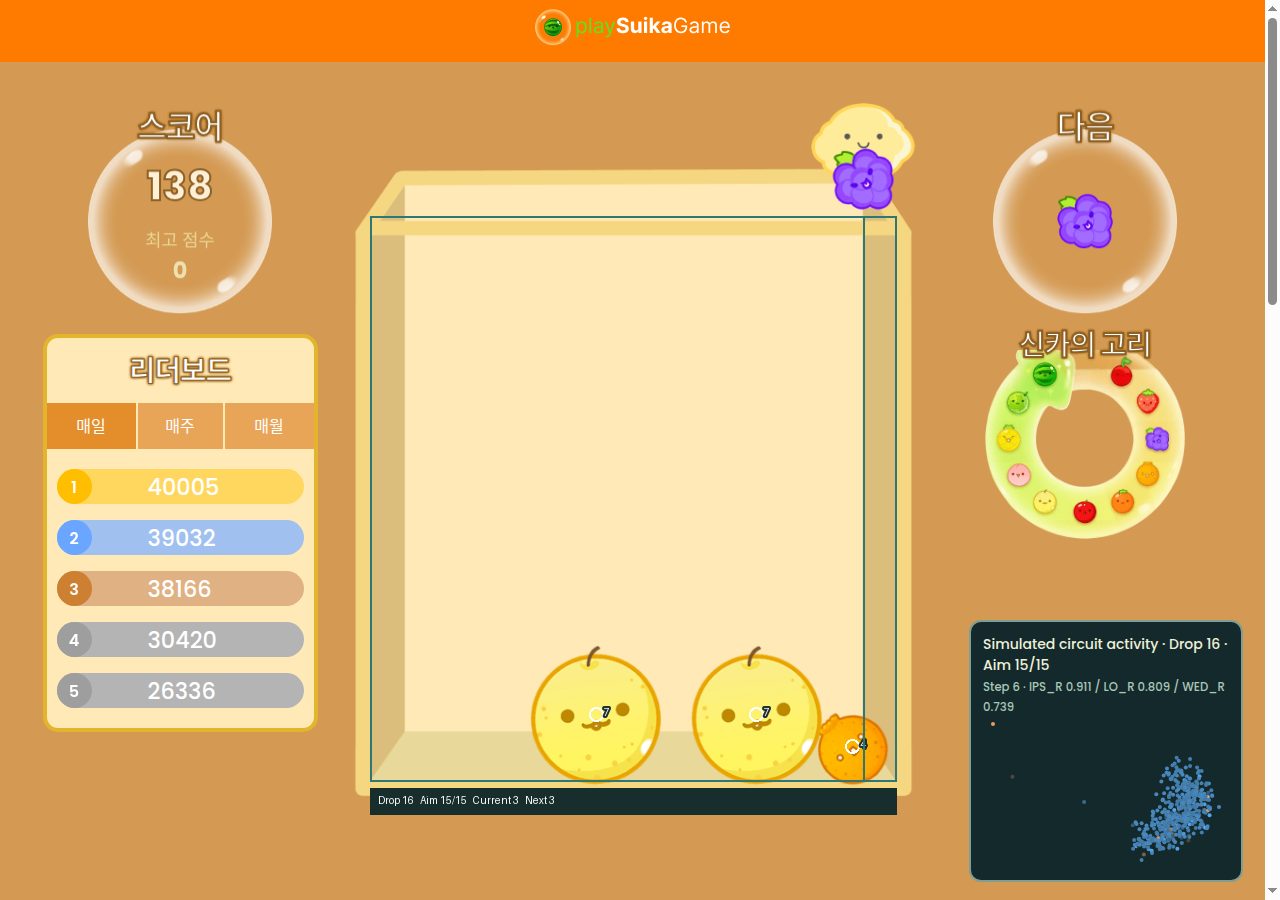 playSuikaGame
스코어
138
최고 점수
0
다음
리더보드
매일 매주 매월
1 40005
2 39032
3 38166
4 30420
5 26336
신카의 고리
7
7
4
Drop 16 Aim 15/15 Current 3 Next 3
Simulated circuit activity · Drop 16 ·
Aim 15/15
Step 6 · IPS_R 0.911 / LO_R 0.809 / WED_R
0.739